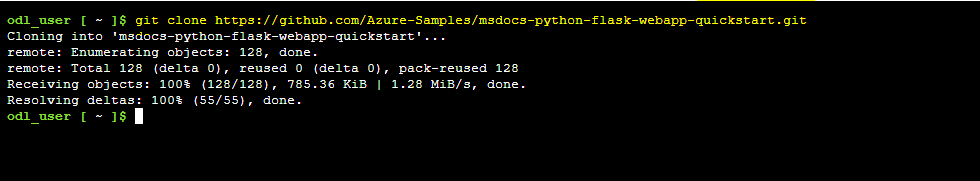 odl_user [ ~ ]$ git clone https://github.com/Azure-Samples/msdocs-python-flask-webapp-quickstart.git
Cloning into 'msdocs-python-flask-webapp-quickstart'...
remote: Enumerating objects: 128, done.
remote: Total 128 (delta 0), reused 0 (delta 0), pack-reused 128
Receiving objects: 100% (128/128), 785.36 KiB | 1.28 MiB/s, done.
Resolving deltas: 100% (55/55), done.
odl_user [ ~ ]$